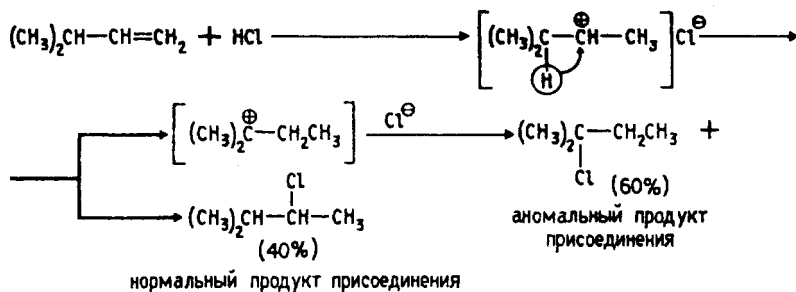 (CH₃)₂CH—CH=CH₂ + HCl ⟶ [(CH₃)₂C—CH—CH₃] Cl⊖ ⟶
⊕
H
[(CH₃)₂C—CH₂CH₃] Cl⊖ ⟶ (CH₃)₂C—CH₂CH₃ +
⊕
Cl (60%)
аномальный продукт
присоединения
Cl
(CH₃)₂CH—CH—CH₃
(40%)
нормальный продукт присоединения